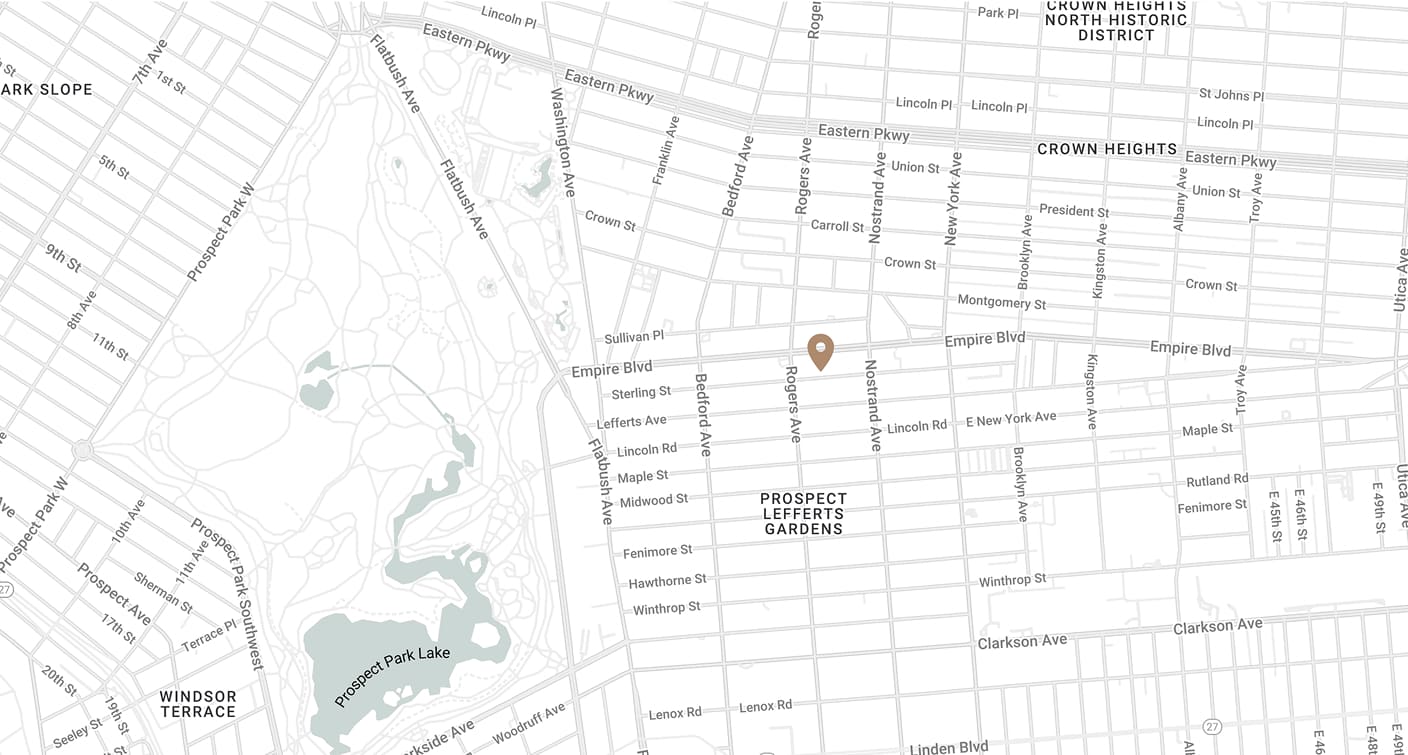 CROWN HEIGHTS
NORTH HISTORIC
DISTRICT
Park Pl
Lincoln Pl
Eastern Pkwy
Flatbush Ave
7th Ave
1st St
ARK SLOPE
Eastern Pkwy
Washington Ave
St Johns Pl
Lincoln Pl
Lincoln Pl
Lincoln Pl
Eastern Pkwy
CROWN HEIGHTS
Eastern Pkwy
Franklin Ave
Bedford Ave
Rogers Ave
Nostrand Ave
New York Ave
Union St
5th St
Flatbush Ave
Albany Ave
Union St
Troy Ave
Prospect Park W
Crown St
Carroll St
President St
Brooklyn Ave
Kingston Ave
9th St
Crown St
Crown St
Utica Ave
8th Ave
11th St
Montgomery St
Sullivan Pl
Empire Blvd
Empire Blvd
Empire Blvd
Sterling St
Bedford Ave
Rogers Ave
Nostrand Ave
Kingston Ave
Troy Ave
Lefferts Ave
Lincoln Rd
E New York Ave
Maple St
Flatbush Ave
Lincoln Rd
Maple St
Midwood St
Brooklyn Ave
Rutland Rd
Fenimore St
E 45th St
E 46th St
E 49th St
Utica Ave
PROSPECT
LEFFERTS
GARDENS
Prospect Park W
10th Ave
11th Ave
Prospect Park Southwest
Fenimore St
Hawthorne St
Winthrop St
Winthrop St
27
Prospect Ave
Sherman St
17th St
Terrace Pl
Clarkson Ave
Clarkson Ave
Prospect Park Lake
20th St
19th St
WINDSOR
TERRACE
Seeley St
Woodruff Ave
Lenox Rd
Lenox Rd
27
Linden Blvd